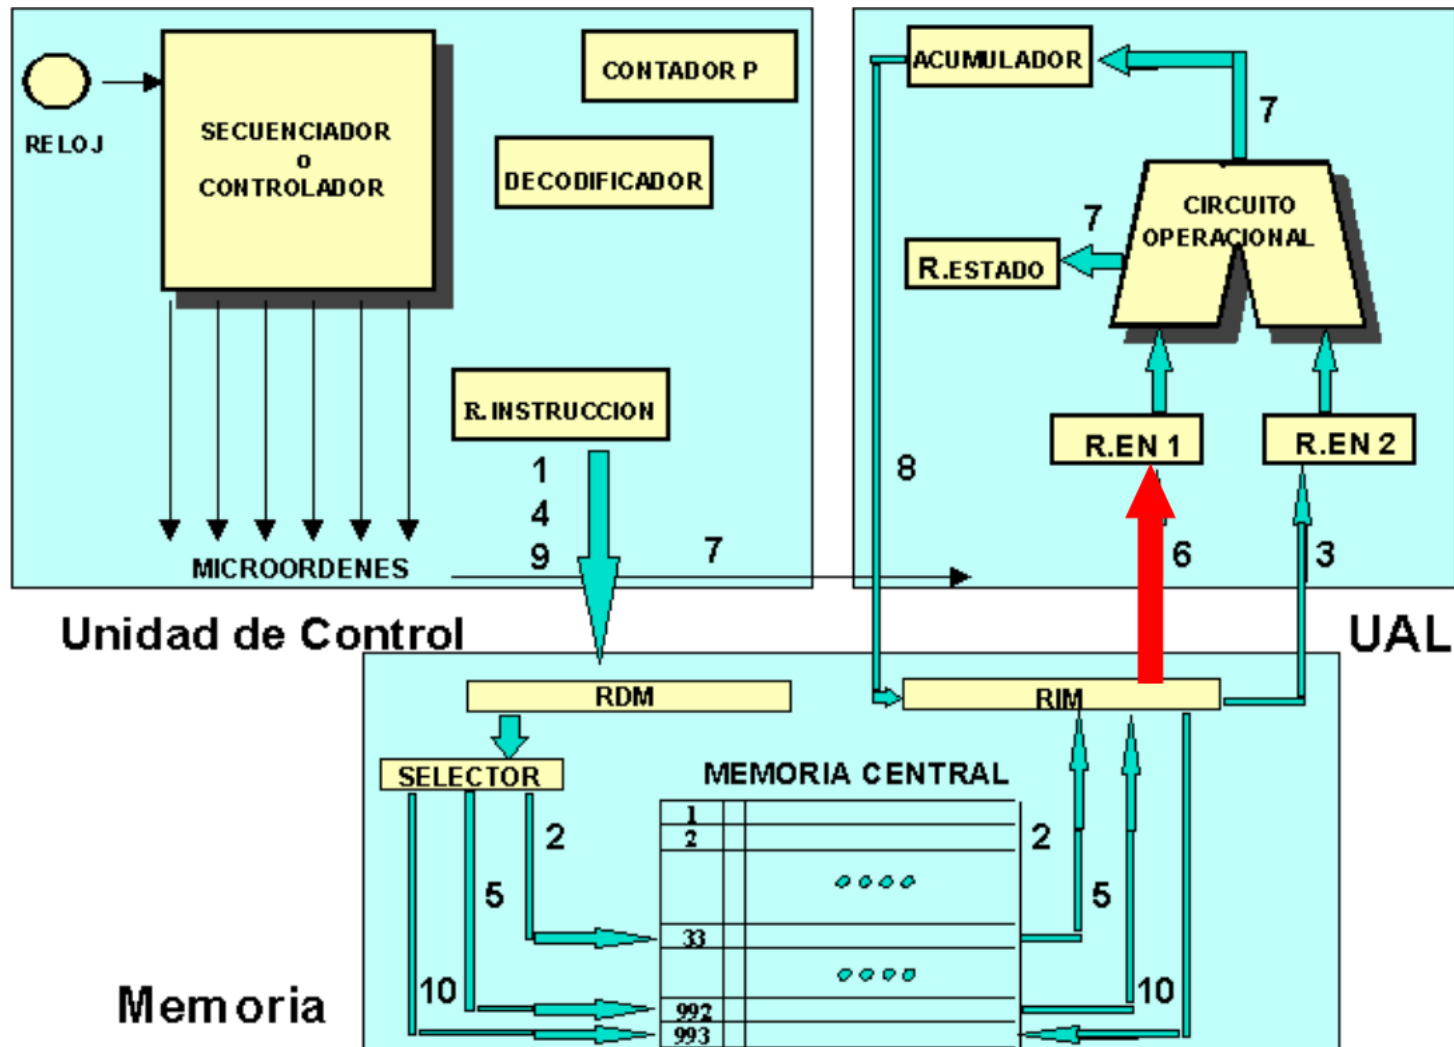 RELOJ
SECUENCIADOR
o
CONTROLADOR
CONTADOR P
DECODIFICADOR
R.INSTRUCCION
1
4
9
7
MICROORDENES
Unidad de Control
ACUMULADOR
7
CIRCUITO
OPERACIONAL
7
R.ESTADO
R.EN 1
R.EN 2
8
6
3
UAL
RDM
RIM
SELECTOR
MEMORIA CENTRAL
1
2
33
992
993
2
5
10
2
5
10
Memoria